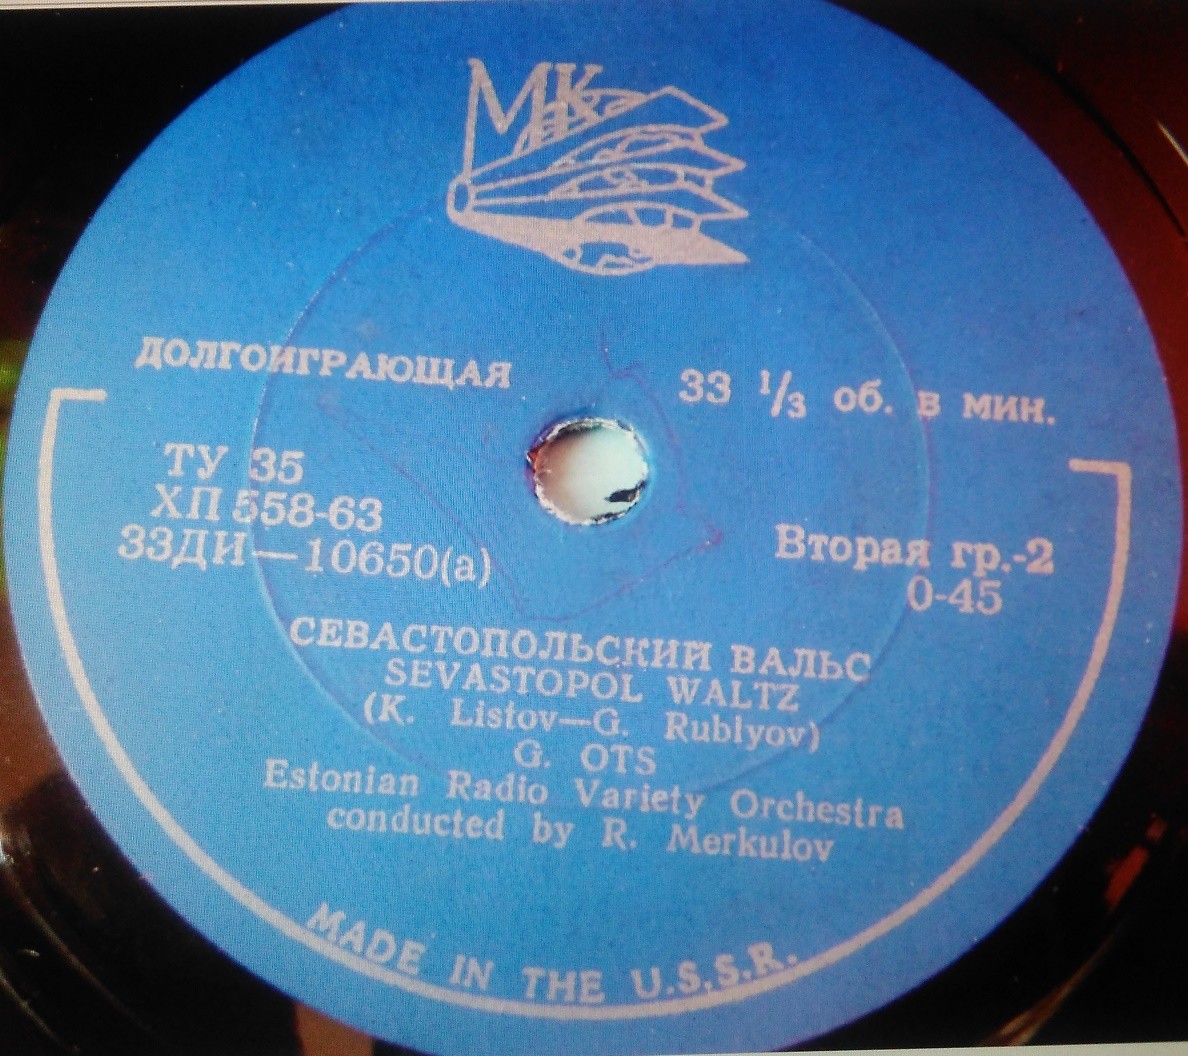 МК
ДОЛГОИГРАЮЩАЯ
33 1/3 об. в мин.
ТУ 35
ХП 558-63
33ДИ—10650(а)
Вторая гр.-2
0-45
СЕВАСТОПОЛЬСКИЙ ВАЛЬС
SEVASTOPOL WALTZ
(K. Listov—G. Rublyov)
G. OTS
Estonian Radio Variety Orchestra
conducted by R. Merkulov
MADE IN THE U.S.S.R.